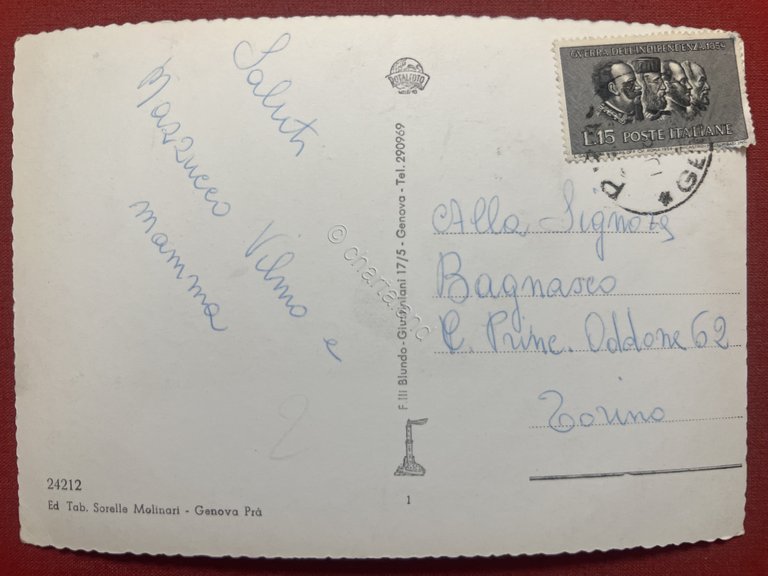 Saluti
Mazzucco Vilmo e
mamma
2
24212
Ed Tab. Sorelle Molinari - Genova Prà
F.lli Blundo - Giustiniani 17/5 - Genova - Tel. 290969
1
GUERRA DELL'INDIPENDENZA 1859
L.15 POSTE ITALIANE
Alla Signora
Bagnasco
C. Princ. Oddone 62
Torino